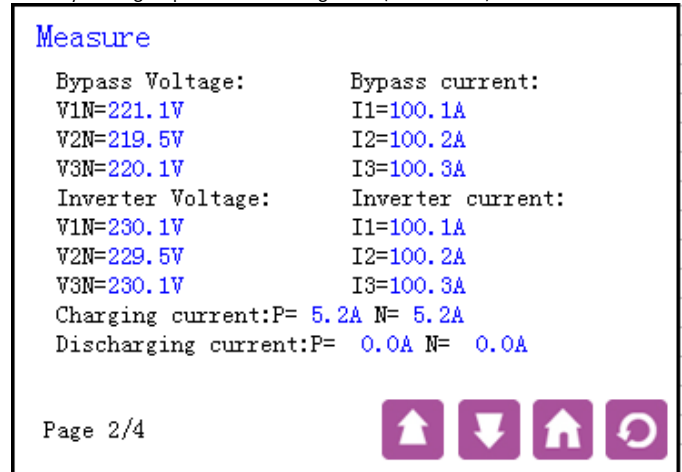 Measure
Bypass Voltage: Bypass current:
V1N=221.1V I1=100.1A
V2N=219.5V I2=100.2A
V3N=220.1V I3=100.3A
Inverter Voltage: Inverter current:
V1N=230.1V I1=100.1A
V2N=229.5V I2=100.2A
V3N=230.1V I3=100.3A
Charging current:P= 5.2A N= 5.2A
Discharging current:P= 0.0A N= 0.0A
Page 2/4